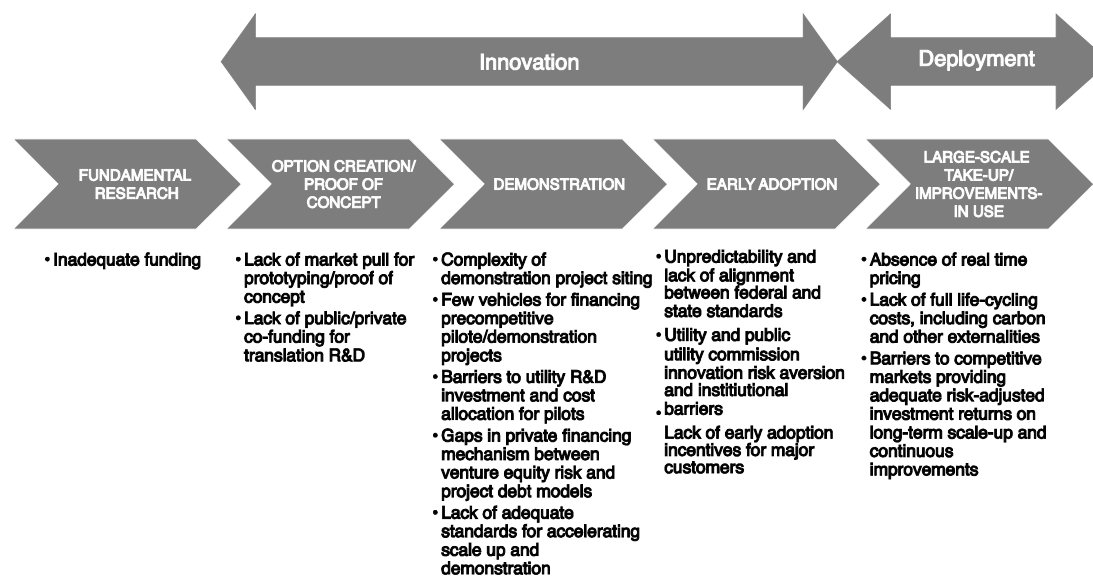 Innovation
Deployment
FUNDAMENTAL
RESEARCH
OPTION CREATION/
PROOF OF
CONCEPT
DEMONSTRATION
EARLY ADOPTION
LARGE-SCALE
TAKE-UP/
IMPROVEMENTS-
IN USE
• Inadequate funding
• Lack of market pull for
prototyping/proof of
concept
• Lack of public/private
co-funding for
translation R&D
• Complexity of
demonstration project siting
• Few vehicles for financing
precompetitive
pilote/demonstration
projects
• Barriers to utility R&D
investment and cost
allocation for pilots
• Gaps in private financing
mechanism between
venture equity risk and
project debt models
• Lack of adequate
standards for accelerating
scale up and
demonstration
• Unpredictability and
lack of alignment
between federal and
state standards
• Utility and public
utility commission
innovation risk aversion
and institiutional
barriers
• Lack of early adoption
incentives for major
customers
• Absence of real time
pricing
• Lack of full life-cycling
costs, including carbon
and other externalities
• Barriers to competitive
markets providing
adequate risk-adjusted
investment returns on
long-term scale-up and
continuous
improvements